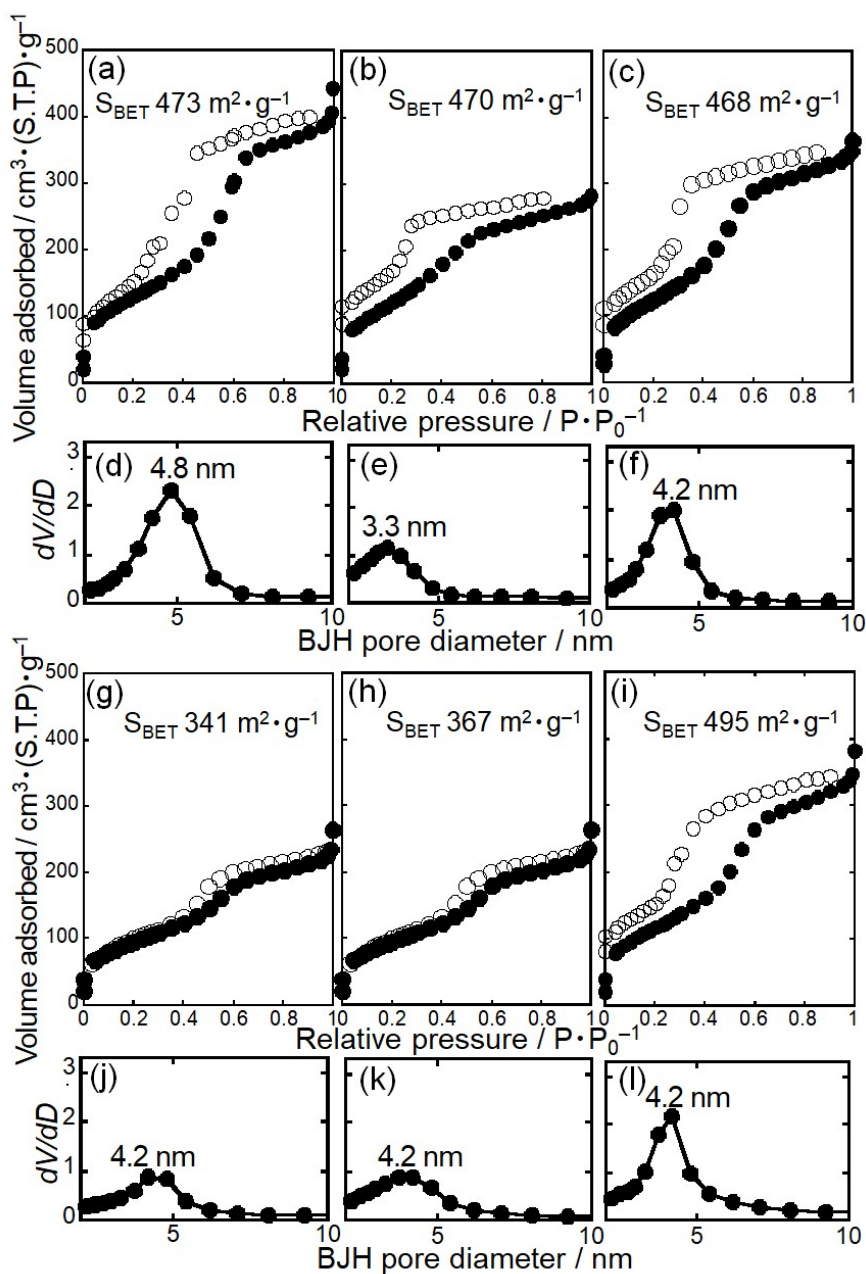 (a) (b) (c)
S_BET 473 m²•g⁻¹ S_BET 470 m²•g⁻¹ S_BET 468 m²•g⁻¹
Volume adsorbed / cm³•(S.T.P)•g⁻¹
500
400
300
200
100
0
0 0.2 0.4 0.6 0.8 10 0.2 0.4 0.6 0.8 10 0.2 0.4 0.6 0.8 1
Relative pressure / P•P₀⁻¹
(d) 4.8 nm (e) 3.3 nm (f) 4.2 nm
dV/dD
3
2
1
0
5 10 5 10 5 10
BJH pore diameter / nm
(g) (h) (i)
S_BET 341 m²•g⁻¹ S_BET 367 m²•g⁻¹ S_BET 495 m²•g⁻¹
Volume adsorbed / cm³•(S.T.P)•g⁻¹
500
400
300
200
100
0
0 0.2 0.4 0.6 0.8 10 0.2 0.4 0.6 0.8 10 0.2 0.4 0.6 0.8 1
Relative pressure / P•P₀⁻¹
(j) 4.2 nm (k) 4.2 nm (l) 4.2 nm
dV/dD
3
2
1
0
5 10 5 10 5 10
BJH pore diameter / nm